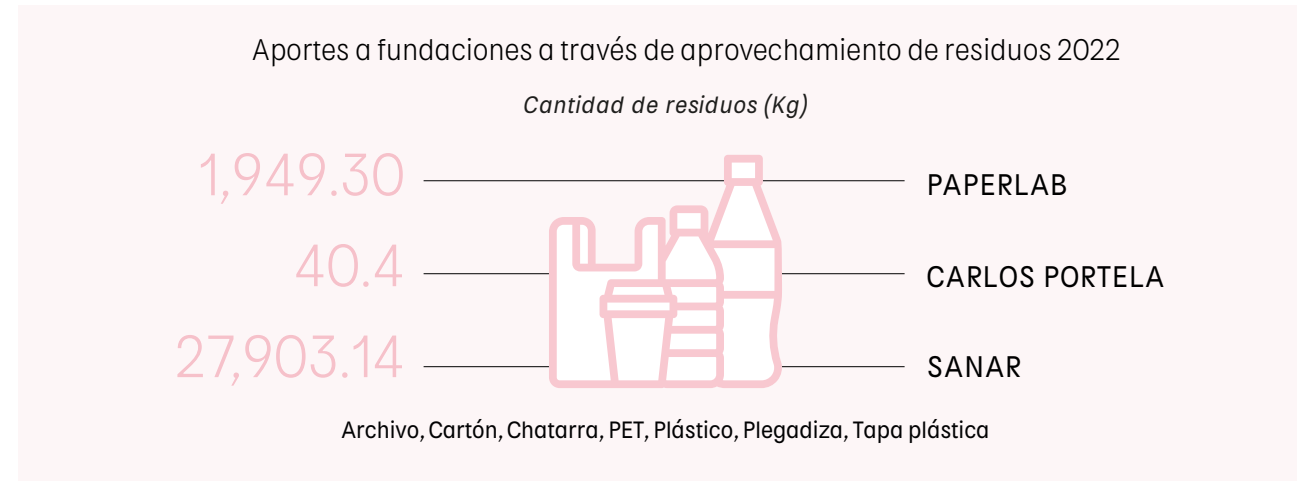 Aportes a fundaciones a través de aprovechamiento de residuos 2022
Cantidad de residuos (Kg)
1,949.30 PAPERLAB
40.4 CARLOS PORTELA
27,903.14 SANAR
Archivo, Cartón, Chatarra, PET, Plástico, Plegadiza, Tapa plástica